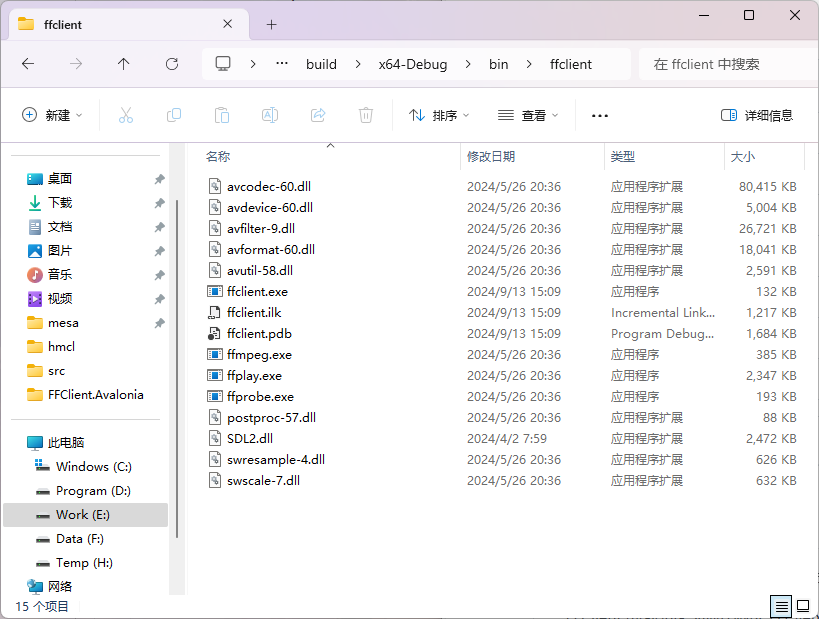 ffclient
build x64-Debug bin ffclient 在 ffclient 中搜索
新建 排序 查看 详细信息
名称 修改日期 类型 大小
桌面
下载
文档
图片
音乐
视频
mesa
hmcl
src
FFClient.Avalonia
此电脑
Windows (C:)
Program (D:)
Work (E:)
Data (F:)
Temp (H:)
网络
avcodec-60.dll 2024/5/26 20:36 应用程序扩展 80,415 KB
avdevice-60.dll 2024/5/26 20:36 应用程序扩展 5,004 KB
avfilter-9.dll 2024/5/26 20:36 应用程序扩展 26,721 KB
avformat-60.dll 2024/5/26 20:36 应用程序扩展 18,041 KB
avutil-58.dll 2024/5/26 20:36 应用程序扩展 2,591 KB
ffclient.exe 2024/9/13 15:09 应用程序 132 KB
ffclient.ilk 2024/9/13 15:09 Incremental Link... 1,217 KB
ffclient.pdb 2024/9/13 15:09 Program Debug... 1,684 KB
ffmpeg.exe 2024/5/26 20:36 应用程序 385 KB
ffplay.exe 2024/5/26 20:36 应用程序 2,347 KB
ffprobe.exe 2024/5/26 20:36 应用程序 193 KB
postproc-57.dll 2024/5/26 20:36 应用程序扩展 88 KB
SDL2.dll 2024/4/2 7:59 应用程序扩展 2,472 KB
swresample-4.dll 2024/5/26 20:36 应用程序扩展 626 KB
swscale-7.dll 2024/5/26 20:36 应用程序扩展 632 KB
15 个项目